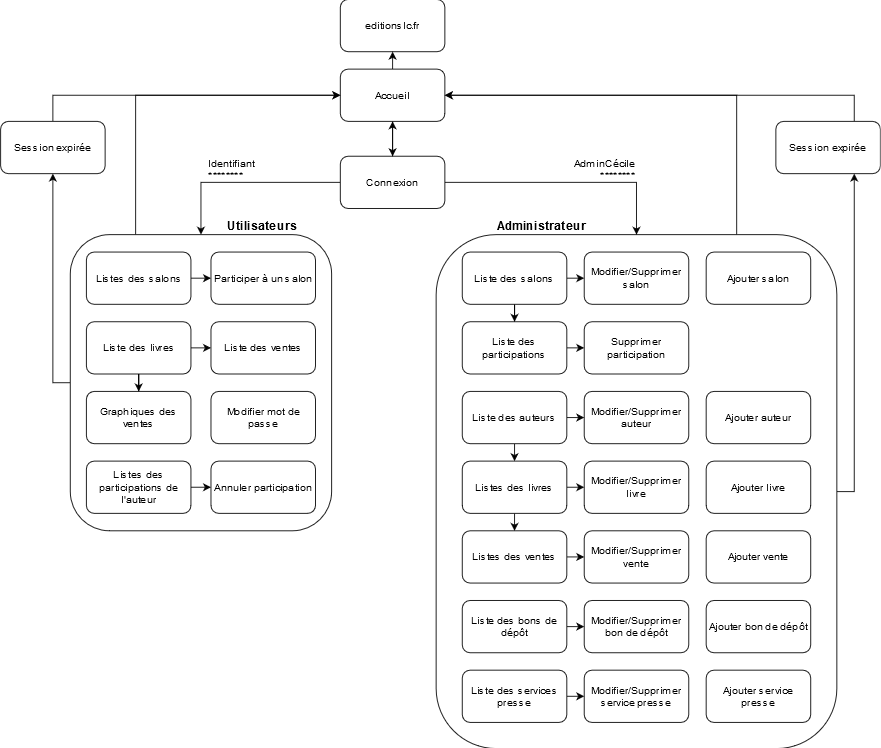 editionslc.fr
Accueil
Session expirée
Session expirée
Identifiant
********
AdminCécile
********
Connexion
Utilisateurs
Administrateur
Listes des salons
Participer à un salon
Liste des livres
Liste des ventes
Graphiques des
ventes
Modifier mot de
passe
Listes des
participations de
l'auteur
Annuler participation
Liste des salons
Modifier/Supprimer
salon
Ajouter salon
Liste des
participations
Supprimer
participation
Liste des auteurs
Modifier/Supprimer
auteur
Ajouter auteur
Listes des livres
Modifier/Supprimer
livre
Ajouter livre
Listes des ventes
Modifier/Supprimer
vente
Ajouter vente
Liste des bons de
dépôt
Modifier/Supprimer
bon de dépôt
Ajouter bon de dépôt
Liste des services
presse
Modifier/Supprimer
service presse
Ajouter service
presse